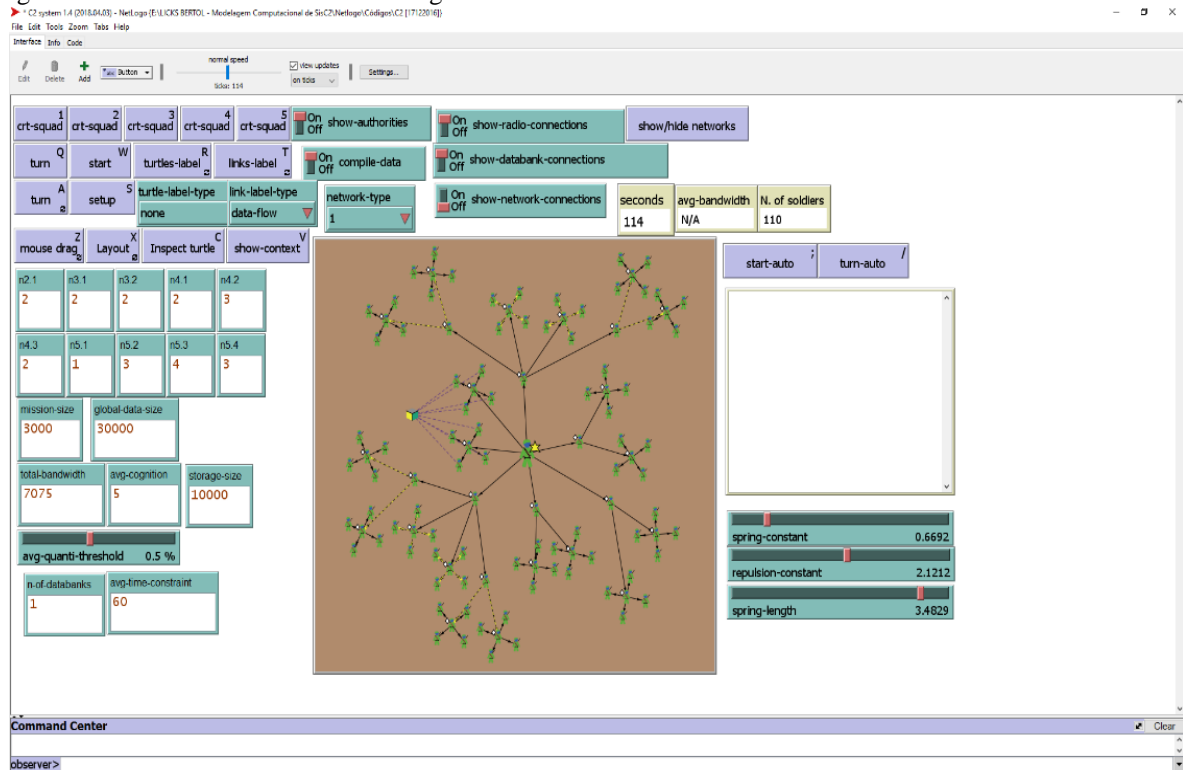 * C2 system 1.4 (2018.04.03) - NetLogo {E:\LICKS BERTOL - Modelagem Computacional de SisC2\Netlogo\Códigos\C2 [17122016]}
File Edit Tools Zoom Tabs Help
Interface Info Code
Edit Delete Add Button normal speed ticks: 114 view updates on ticks Settings...
1 crt-squad 2 crt-squad 3 crt-squad 4 crt-squad 5 crt-squad On Off show-authorities On Off show-radio-connections show/hide networks
turn Q start W turtles-label R links-label T On Off compile-data On Off show-databank-connections
turn A setup S turtle-label-type none link-label-type data-flow network-type 1 On Off show-network-connections seconds 114 avg-bandwidth N/A N. of soldiers 110
mouse drag Z Layout X Inspect turtle C show-context V
start-auto ; turn-auto /
n2.1 n3.1 n3.2 n4.1 n4.2
2 2 2 2 3
n4.3 n5.1 n5.2 n5.3 n5.4
2 1 3 4 3
mission-size global-data-size
3000 30000
total-bandwidth avg-cognition storage-size
7075 5 10000
avg-quanti-threshold 0.5 %
n-of-databanks avg-time-constraint
1 60
spring-constant 0.6692
repulsion-constant 2.1212
spring-length 3.4829
Command Center Clear
observer>